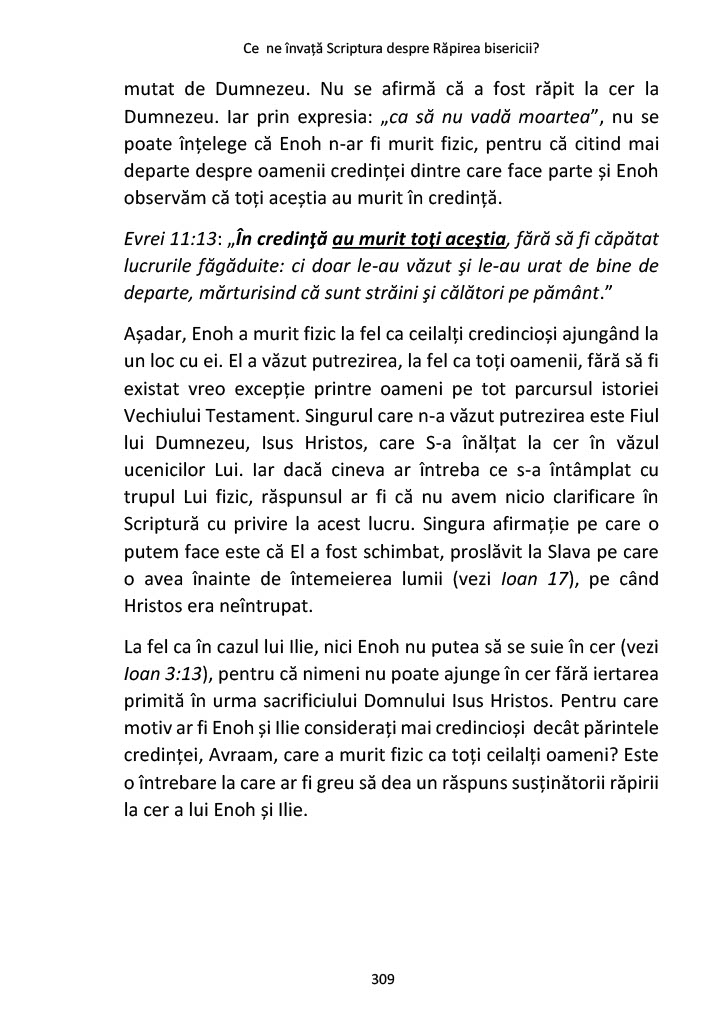 Ce  ne învață Scriptura despre Răpirea bisericii?
mutat de Dumnezeu. Nu se afirmă că a fost răpit la cer la
Dumnezeu. Iar prin expresia: „ca să nu vadă moartea”, nu se
poate înțelege că Enoh n-ar fi murit fizic, pentru că citind mai
departe despre oamenii credinței dintre care face parte și Enoh
observăm că toți aceștia au murit în credință.
Evrei 11:13: „În credinţă au murit toţi aceştia, fără să fi căpătat
lucrurile făgăduite: ci doar le-au văzut şi le-au urat de bine de
departe, mărturisind că sunt străini şi călători pe pământ.”
Așadar, Enoh a murit fizic la fel ca ceilalți credincioși ajungând la
un loc cu ei. El a văzut putrezirea, la fel ca toți oamenii, fără să fi
existat vreo excepție printre oameni pe tot parcursul istoriei
Vechiului Testament. Singurul care n-a văzut putrezirea este Fiul
lui Dumnezeu, Isus Hristos, care S-a înălțat la cer în văzul
ucenicilor Lui. Iar dacă cineva ar întreba ce s-a întâmplat cu
trupul Lui fizic, răspunsul ar fi că nu avem nicio clarificare în
Scriptură cu privire la acest lucru. Singura afirmație pe care o
putem face este că El a fost schimbat, proslăvit la Slava pe care
o avea înainte de întemeierea lumii (vezi Ioan 17), pe când
Hristos era neîntrupat.
La fel ca în cazul lui Ilie, nici Enoh nu putea să se suie în cer (vezi
Ioan 3:13), pentru că nimeni nu poate ajunge în cer fără iertarea
primită în urma sacrificiului Domnului Isus Hristos. Pentru care
motiv ar fi Enoh și Ilie considerați mai credincioși  decât părintele
credinței, Avraam, care a murit fizic ca toți ceilalți oameni? Este
o întrebare la care ar fi greu să dea un răspuns susținătorii răpirii
la cer a lui Enoh și Ilie.
309